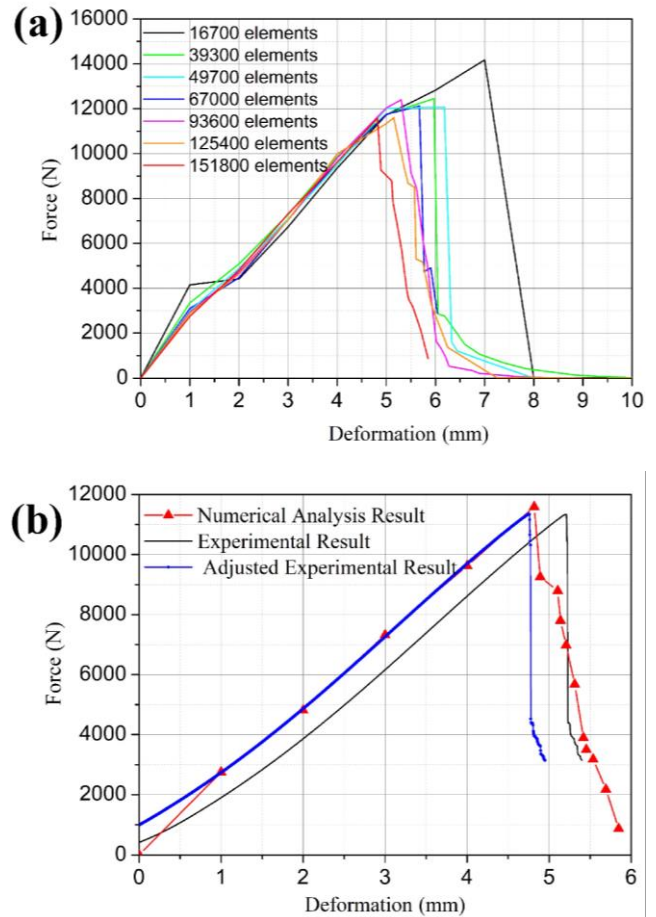 (a)
16000
14000
12000
10000
8000
6000
4000
2000
0
Force (N)
16700 elements
39300 elements
49700 elements
67000 elements
93600 elements
125400 elements
151800 elements
0 1 2 3 4 5 6 7 8 9 10
Deformation (mm)
(b)
12000
10000
8000
6000
4000
2000
0
Force (N)
Numerical Analysis Result
Experimental Result
Adjusted Experimental Result
0 1 2 3 4 5 6
Deformation (mm)